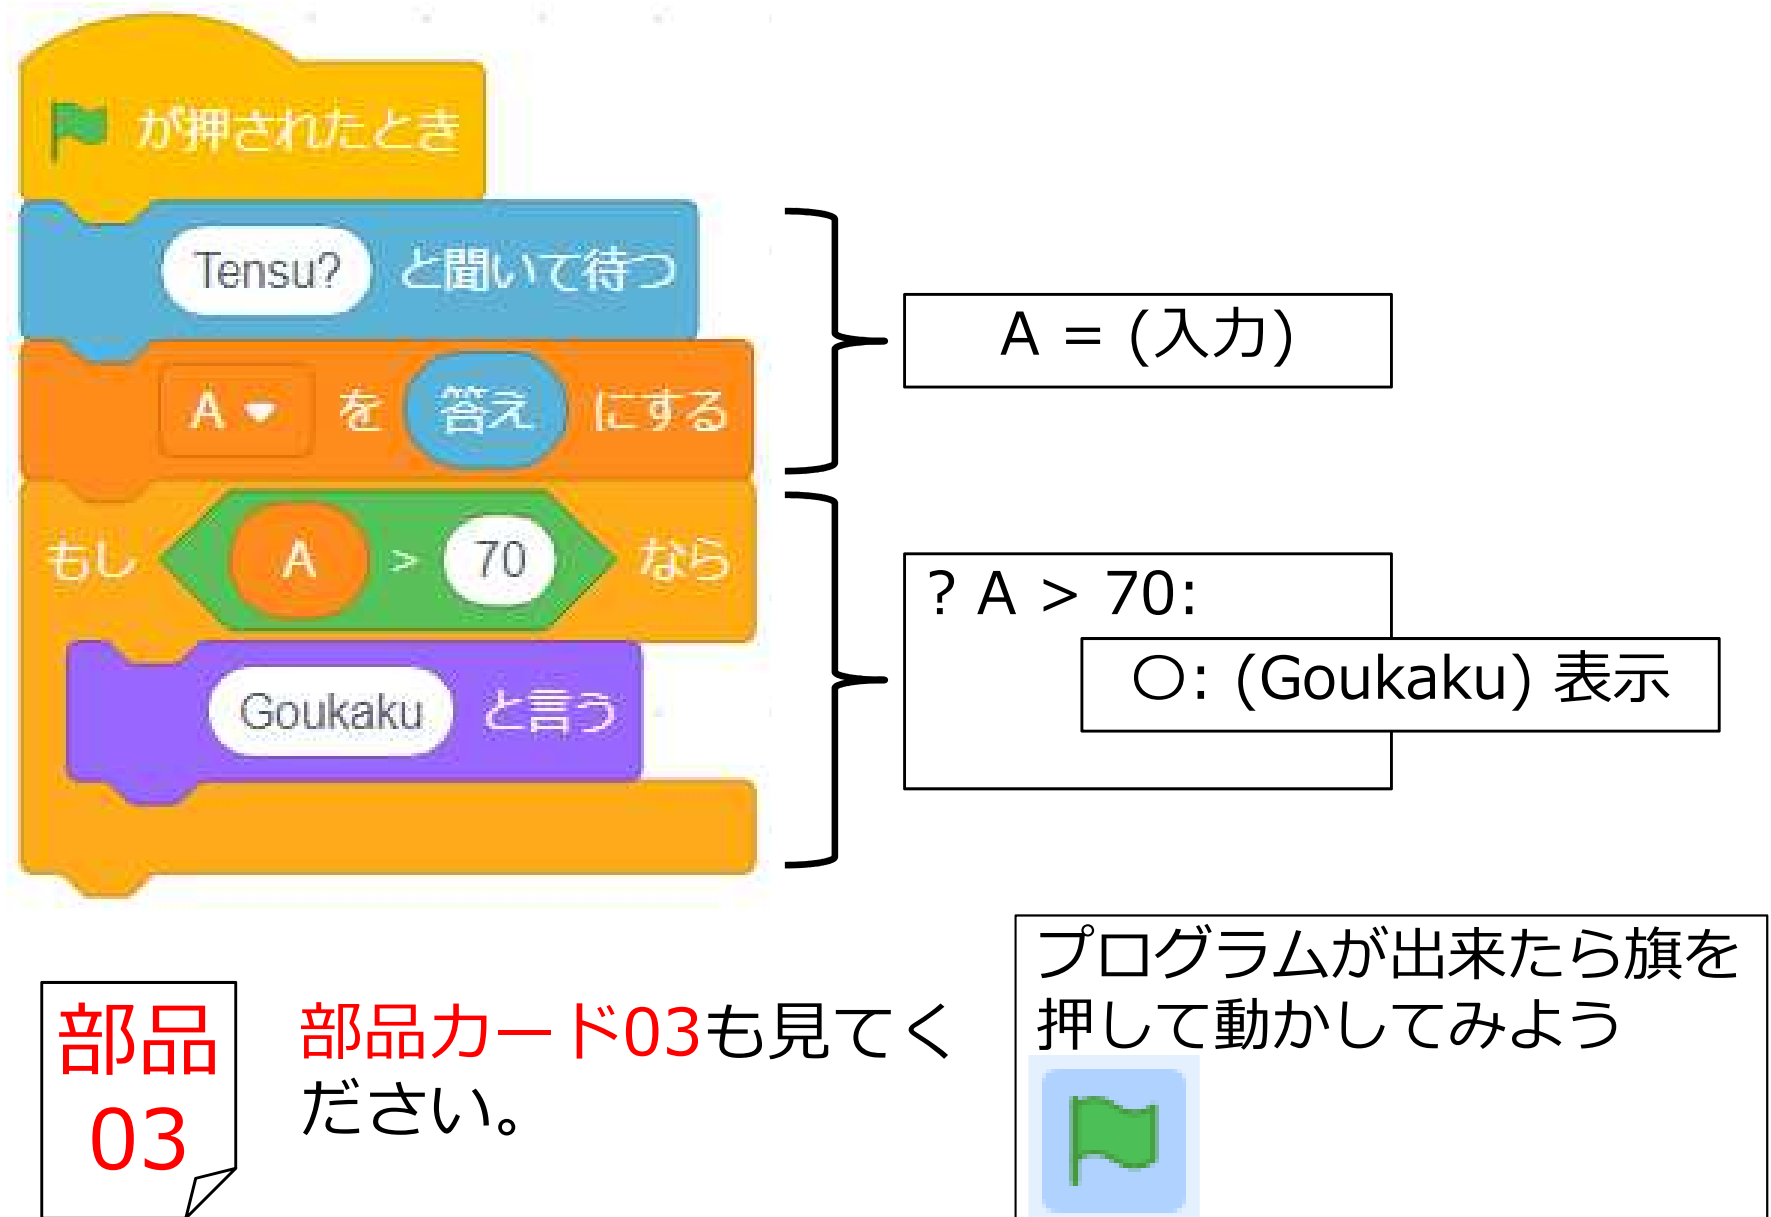 が押されたとき
Tensu? と聞いて待つ
A を 答え にする
もし A > 70 なら
Goukaku と言う
A = (入力)
? A > 70:
〇: (Goukaku) 表示
部品
03
部品カード03も見てく
ださい。
プログラムが出来たら旗を
押して動かしてみよう